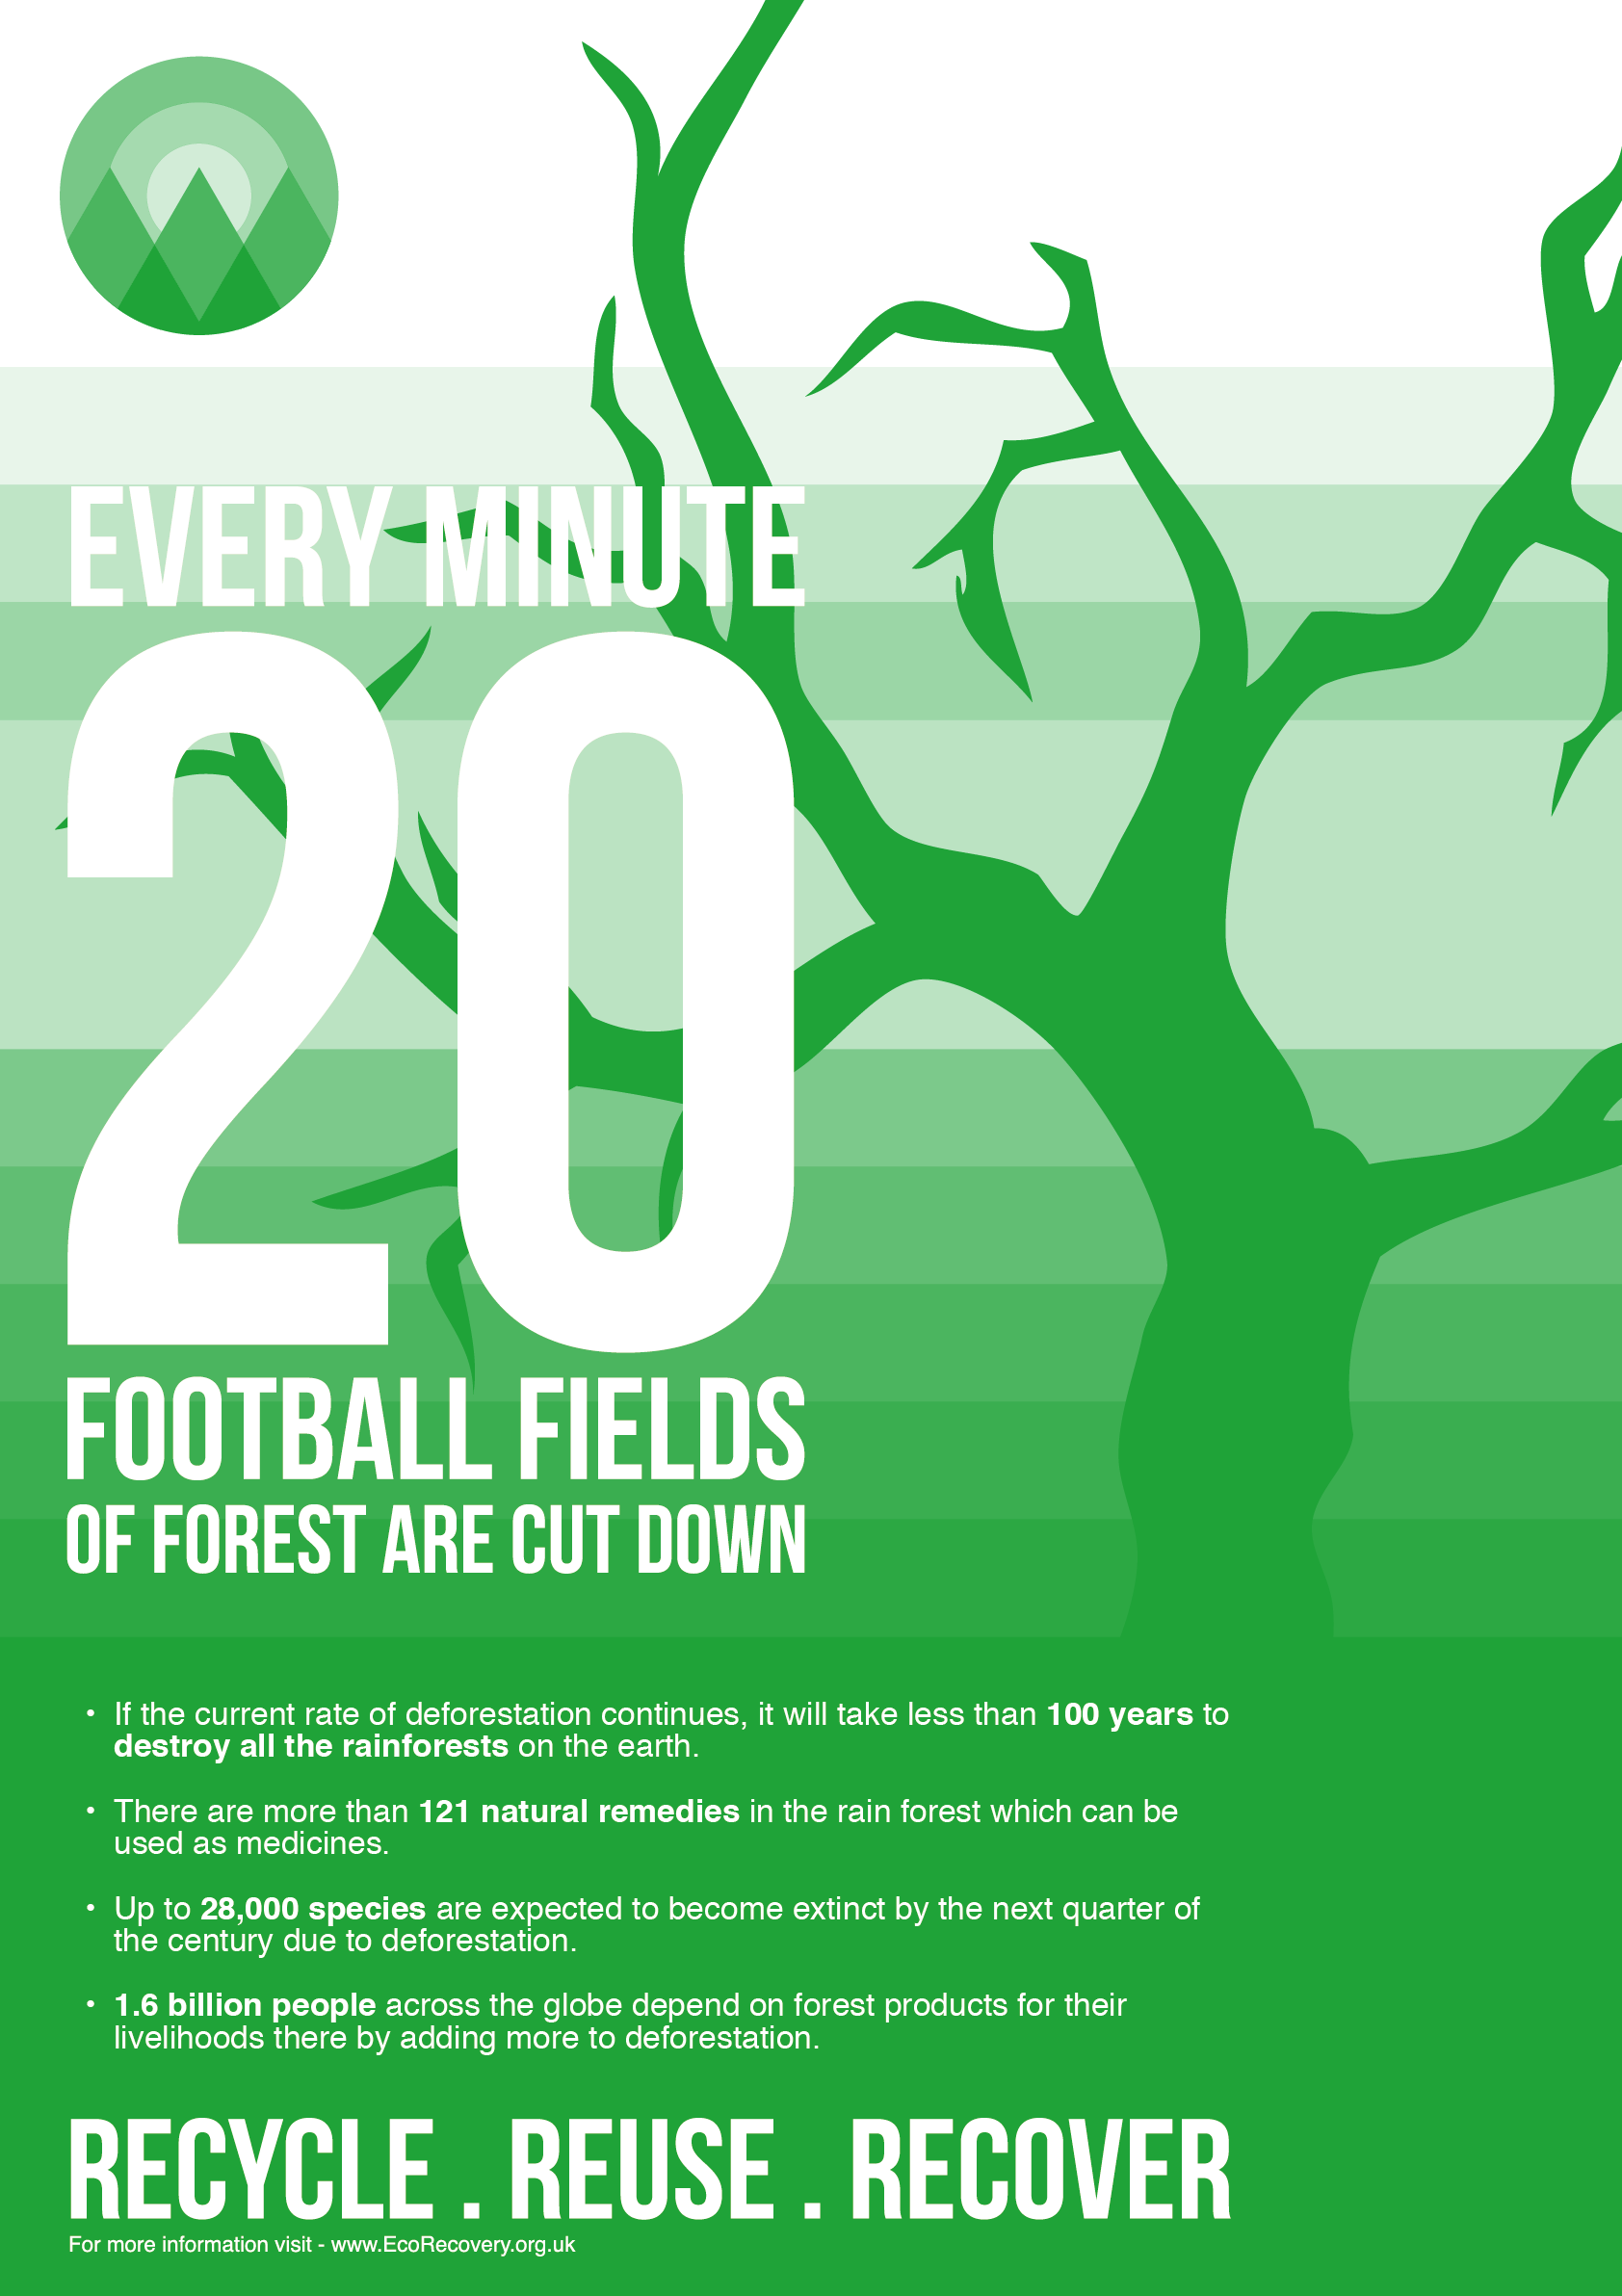 EVERY MINUTE
20
FOOTBALL FIELDS
OF FOREST ARE CUT DOWN
• If the current rate of deforestation continues, it will take less than 100 years to
destroy all the rainforests on the earth.
• There are more than 121 natural remedies in the rain forest which can be
used as medicines.
• Up to 28,000 species are expected to become extinct by the next quarter of
the century due to deforestation.
• 1.6 billion people across the globe depend on forest products for their
livelihoods there by adding more to deforestation.
RECYCLE . REUSE . RECOVER
For more information visit - www.EcoRecovery.org.uk